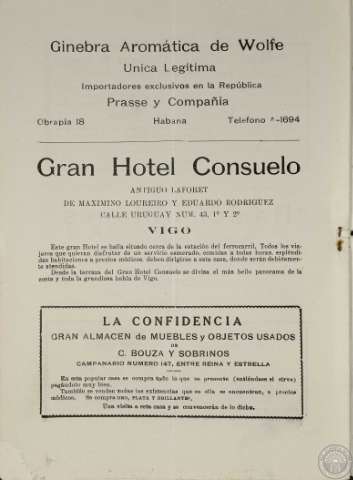 Ginebra Aromática de Wolfe
Unica Legítima
Importadores exclusivos en la República
Prasse y Compañia
Obrapia 18 Habana Telefono A-1694
Gran Hotel Consuelo
ANTIGUO LAFORET
DE MAXIMINO LOUREIRO Y EDUARDO RODRIGUEZ
CALLE URUGUAY NUM. 43, 1º Y 2º
VIGO
Este gran Hotel se halla situado cerca de la estación del ferrocarril. Todos los via-
jeros que quieran disfrutar de un servicio esmerado, comidas a todas horas, espléndi-
das habitaciones a precios módicos, deben dirigirse a esta casa, donde serán debidamen-
te atendidos.
Desde la terraza del Gran Hotel Consuelo se divisa el más bello panorama de la
costa y toda la grandiosa bahía de Vigo.
LA CONFIDENCIA
GRAN ALMACEN de MUEBLES y OBJETOS USADOS
DE
C. BOUZA Y SOBRINOS
CAMPANARIO NUMERO 147, ENTRE REINA Y ESTRELLA
En esta popular casa se compra todo lo que se presente
pagándolo muy bien.
También se venden todas las existencias que en ella se encuentran, a precios
módicos. Se compra ORO, PLATA Y BRILLANTES.
Una visita a esta casa y se convencerán de lo dicho.